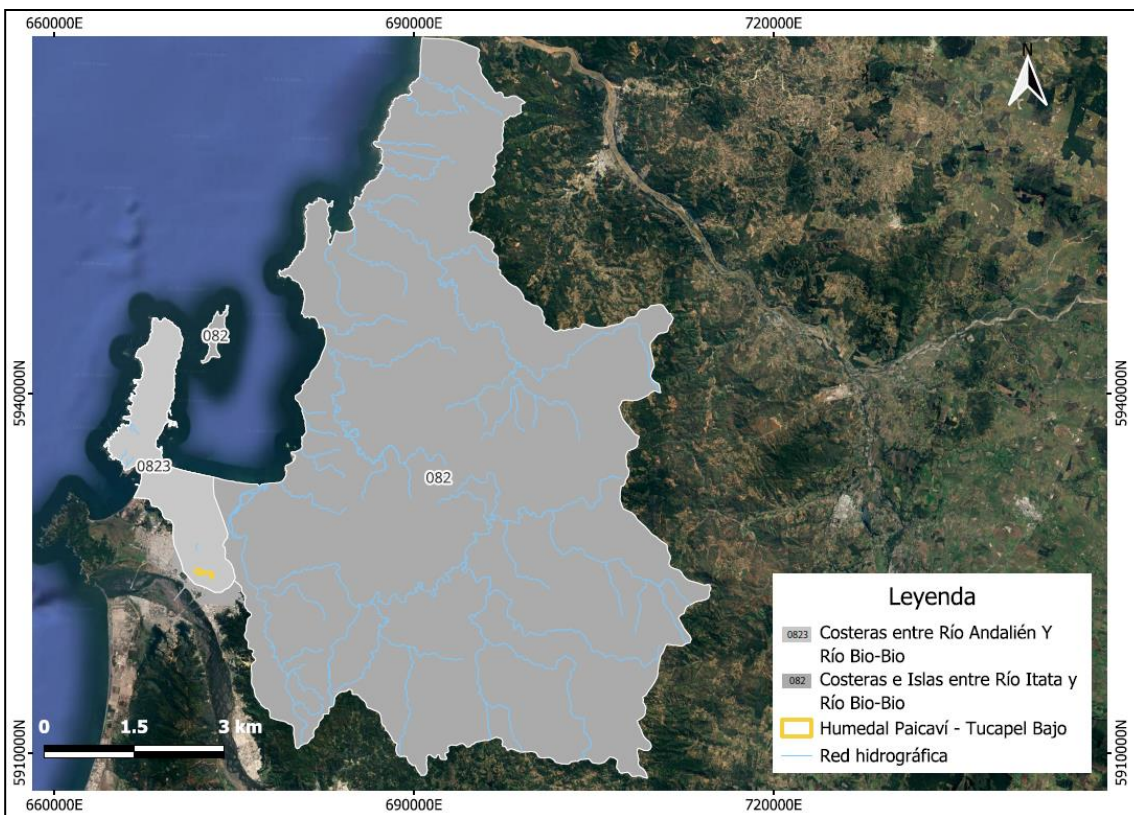 660000E 690000E 720000E
N
082
5940000N 5940000N
0823
082
Leyenda
0823 Costeras entre Río Andalién Y
Río Bio-Bio
082 Costeras e Islas entre Río Itata y
Río Bio-Bio
Humedal Paicaví - Tucapel Bajo
Red hidrográfica
0 1.5 3 km
5910000N 5910000N
660000E 690000E 720000E